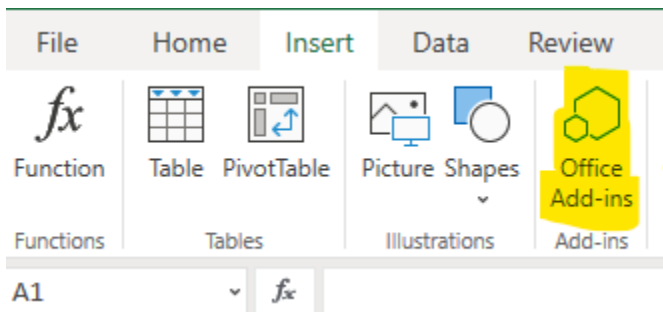 File Home Insert Data Review
fx
Function Table PivotTable Picture Shapes Office
Add-ins
Functions Tables Illustrations Add-ins
A1 fx